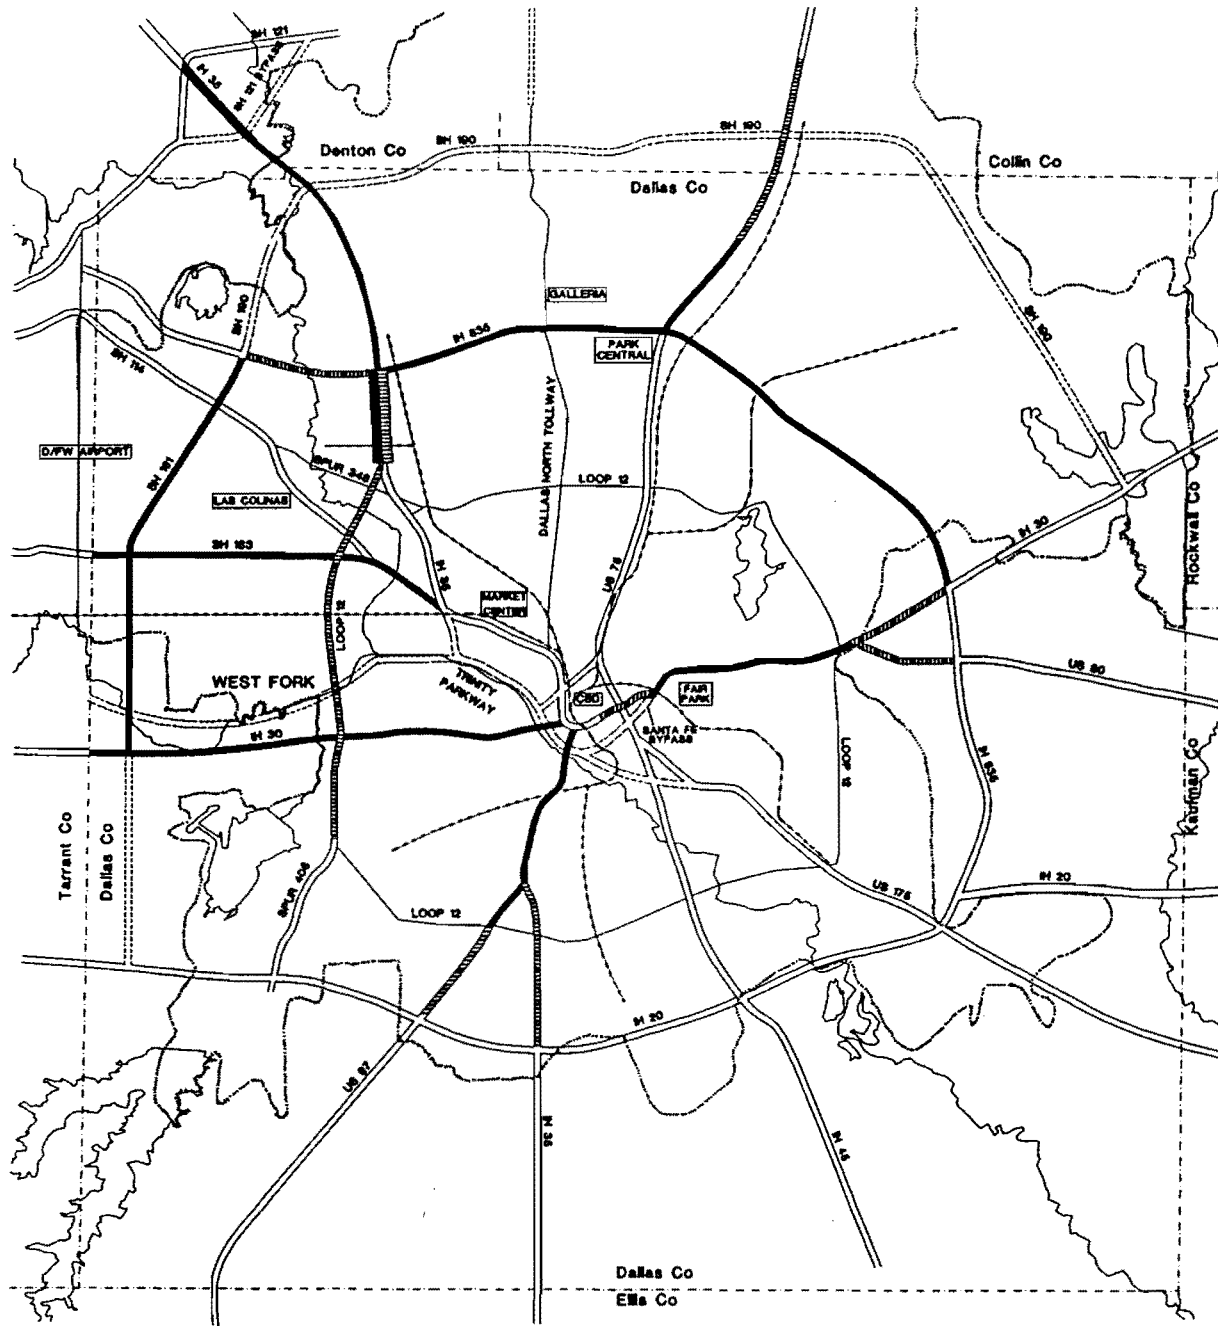 SH 121
IH 35
SH 121 BYPASS
SH 190
SH 190
Denton Co
Collin Co
Dallas Co
GALLERIA
SH 190
IH 635
SH 190
PARK
CENTRAL
SH 114
D/FW AIRPORT
SH 161
SPUR 348
LOOP 12
DALLAS NORTH TOLLWAY
LAS COLINAS
Rockwall Co
IH 30
SH 183
IH 35
US 75
MARKET
CENTER
LOOP 12
US 80
WEST FORK
TRINITY
PARKWAY
CBD
FAIR
PARK
IH 30
SANTA FE
BYPASS
LOOP 12
IH 635
Kaufman Co
Tarrant Co
Dallas Co
SPUR 408
US 175
IH 20
LOOP 12
IH 20
US 67
IH 35
IH 45
Dallas Co
Ellis Co